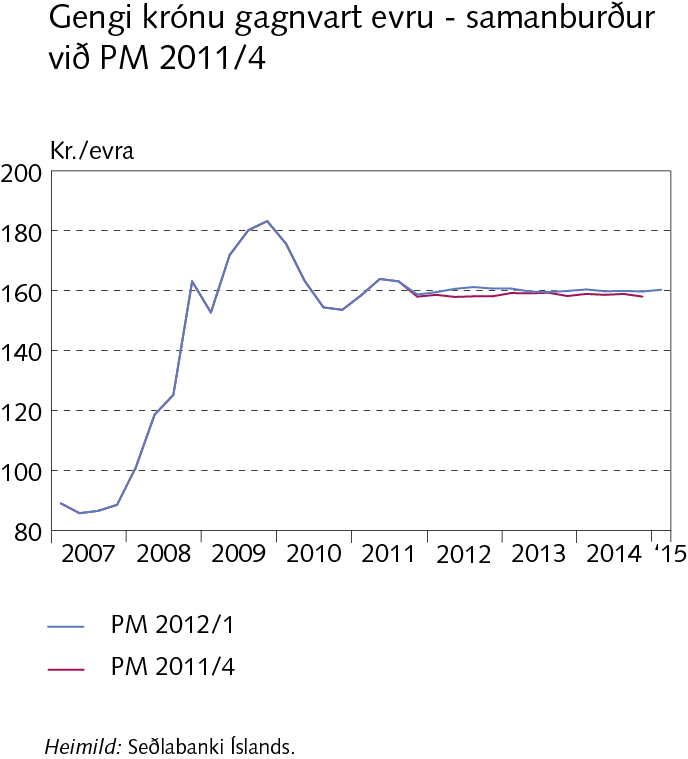 Gengi krónu gagnvart evru - samanburður
við PM 2011/4
Kr./evra
200
180
160
140
120
100
80
2007 2008 2009 2010 2011 2012 2013 2014 ‘15
PM 2012/1
PM 2011/4
Heimild: Seðlabanki Íslands.